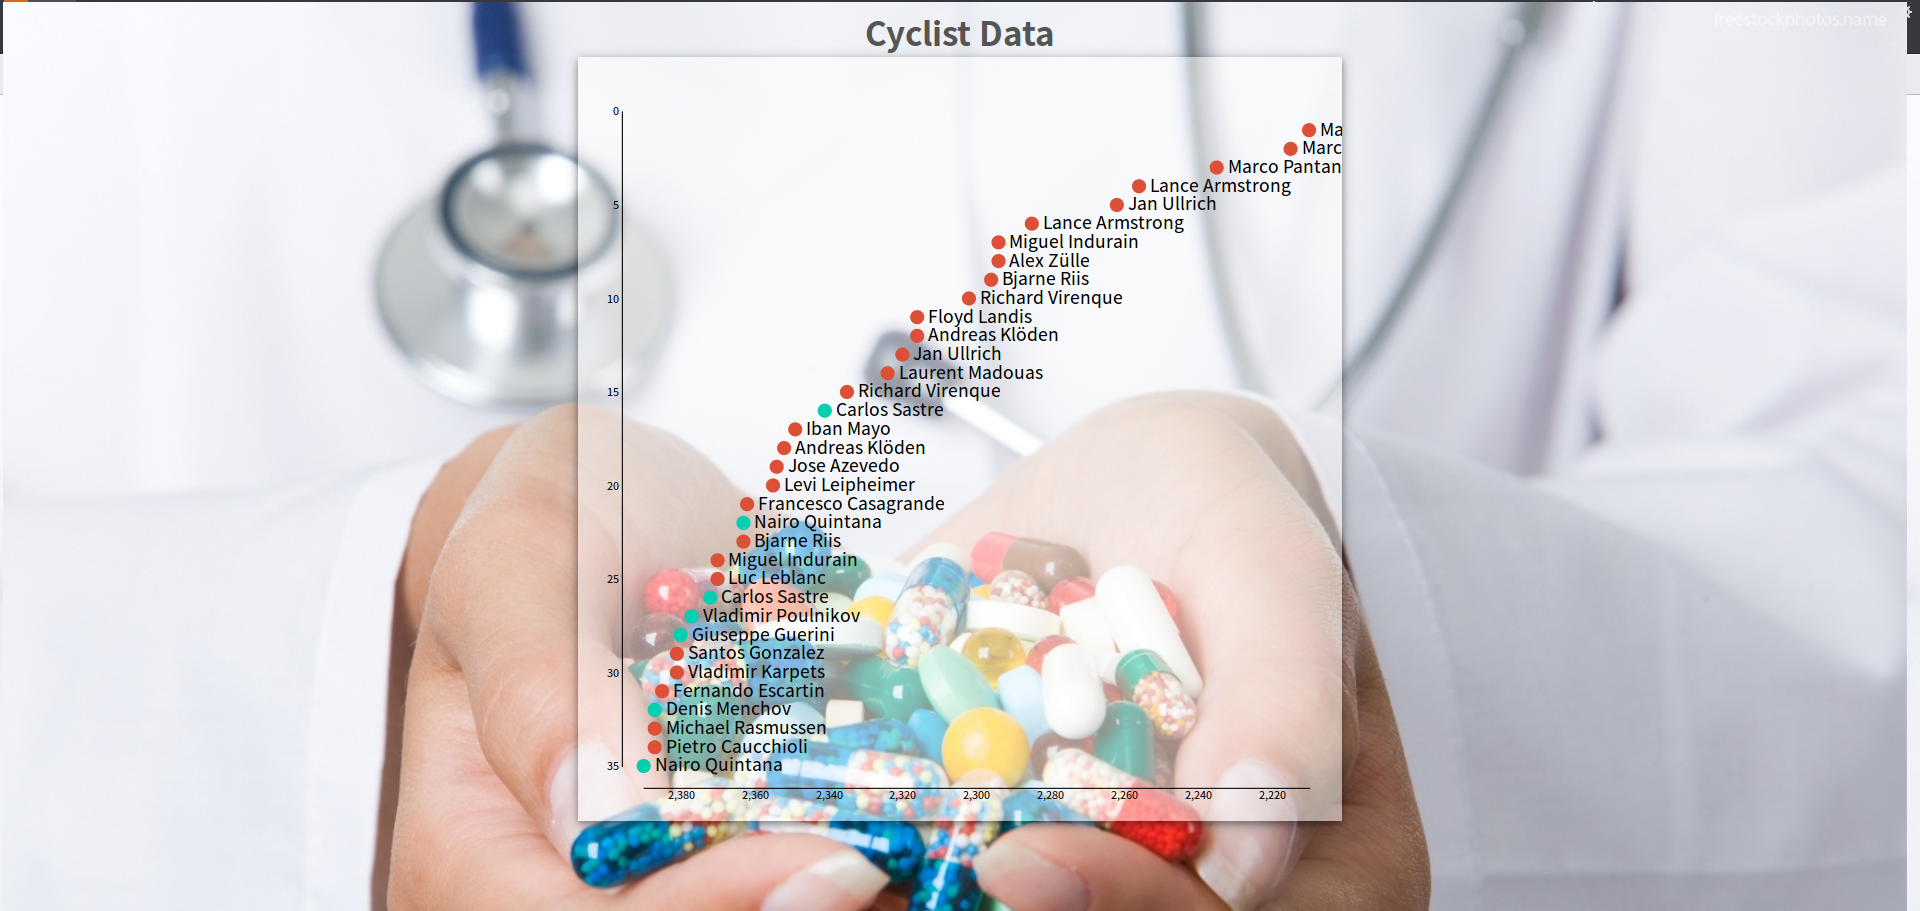 freestockphotos.name
Cyclist Data
0
Ma
Marc
Marco Pantan
Lance Armstrong
5
Jan Ullrich
Lance Armstrong
Miguel Indurain
Alex Zülle
Bjarne Riis
10
Richard Virenque
Floyd Landis
Andreas Klöden
Jan Ullrich
Laurent Madouas
15
Richard Virenque
Carlos Sastre
Iban Mayo
Andreas Klöden
Jose Azevedo
20
Levi Leipheimer
Francesco Casagrande
Nairo Quintana
Bjarne Riis
Miguel Indurain
25
Luc Leblanc
Carlos Sastre
Vladimir Poulnikov
Giuseppe Guerini
Santos Gonzalez
30
Vladimir Karpets
Fernando Escartin
Denis Menchov
Michael Rasmussen
Pietro Caucchioli
35
Nairo Quintana
2,380 2,360 2,340 2,320 2,300 2,280 2,260 2,240 2,220